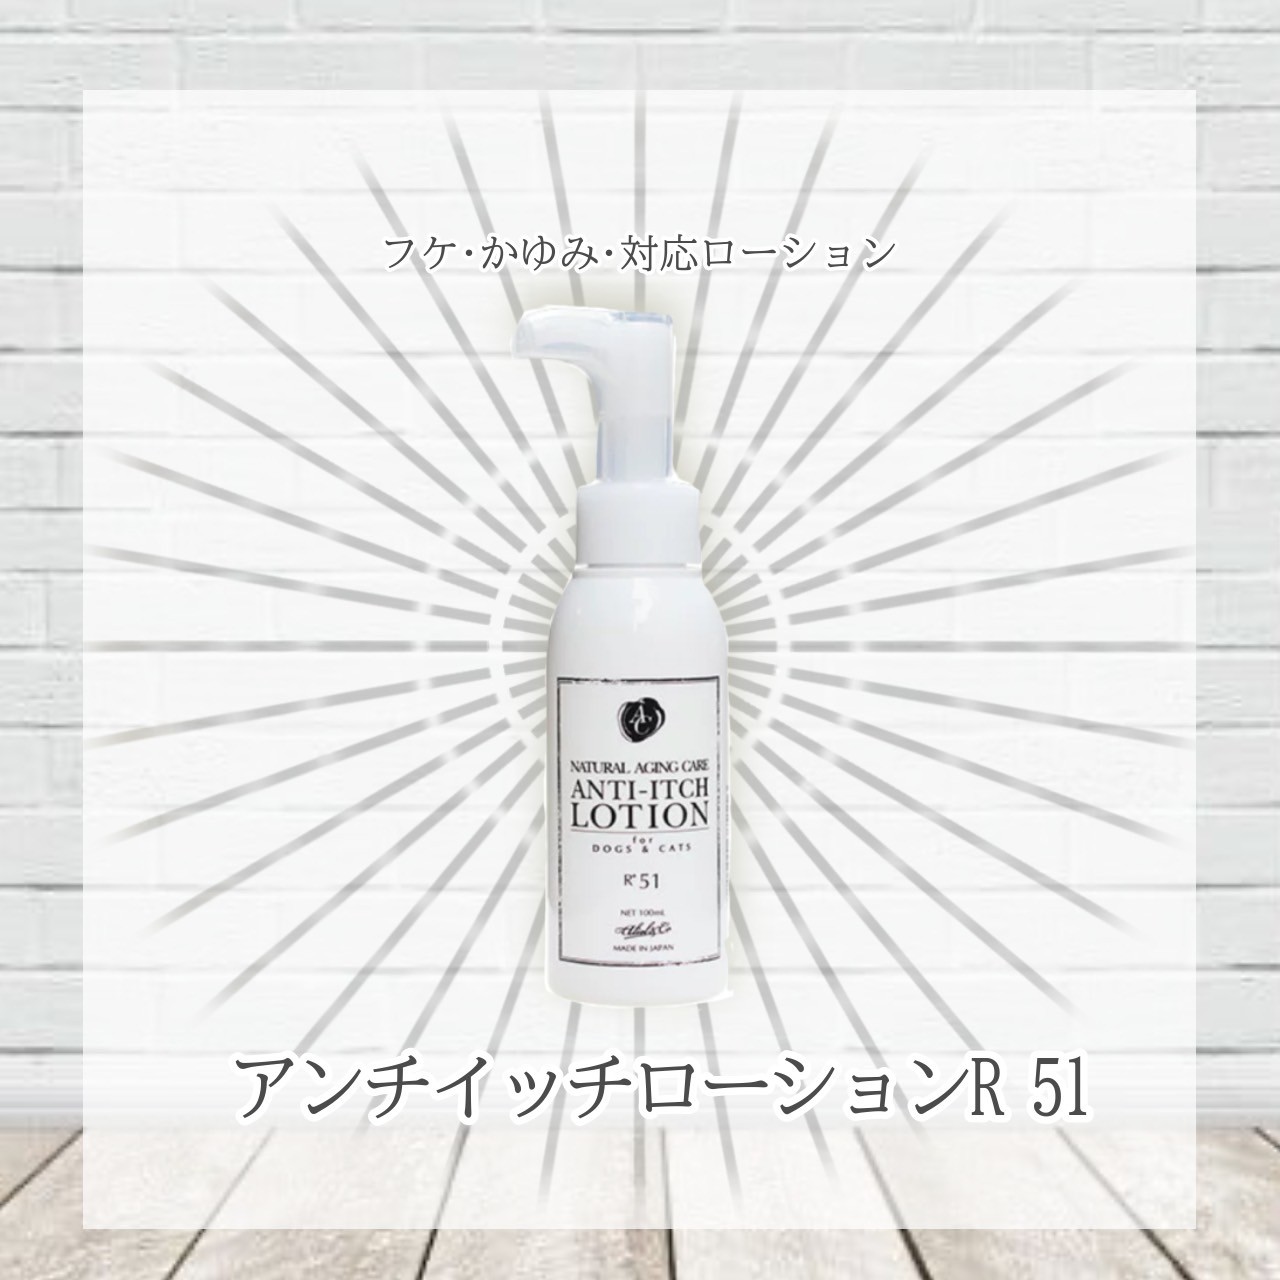 フケ･かゆみ･対応ローション
AC
NATURAL AGING CARE
ANTI-ITCH
LOTION
for
DOGS & CATS
R* 51
NET 100mL
MADE IN JAPAN
アンチイッチローションR 51